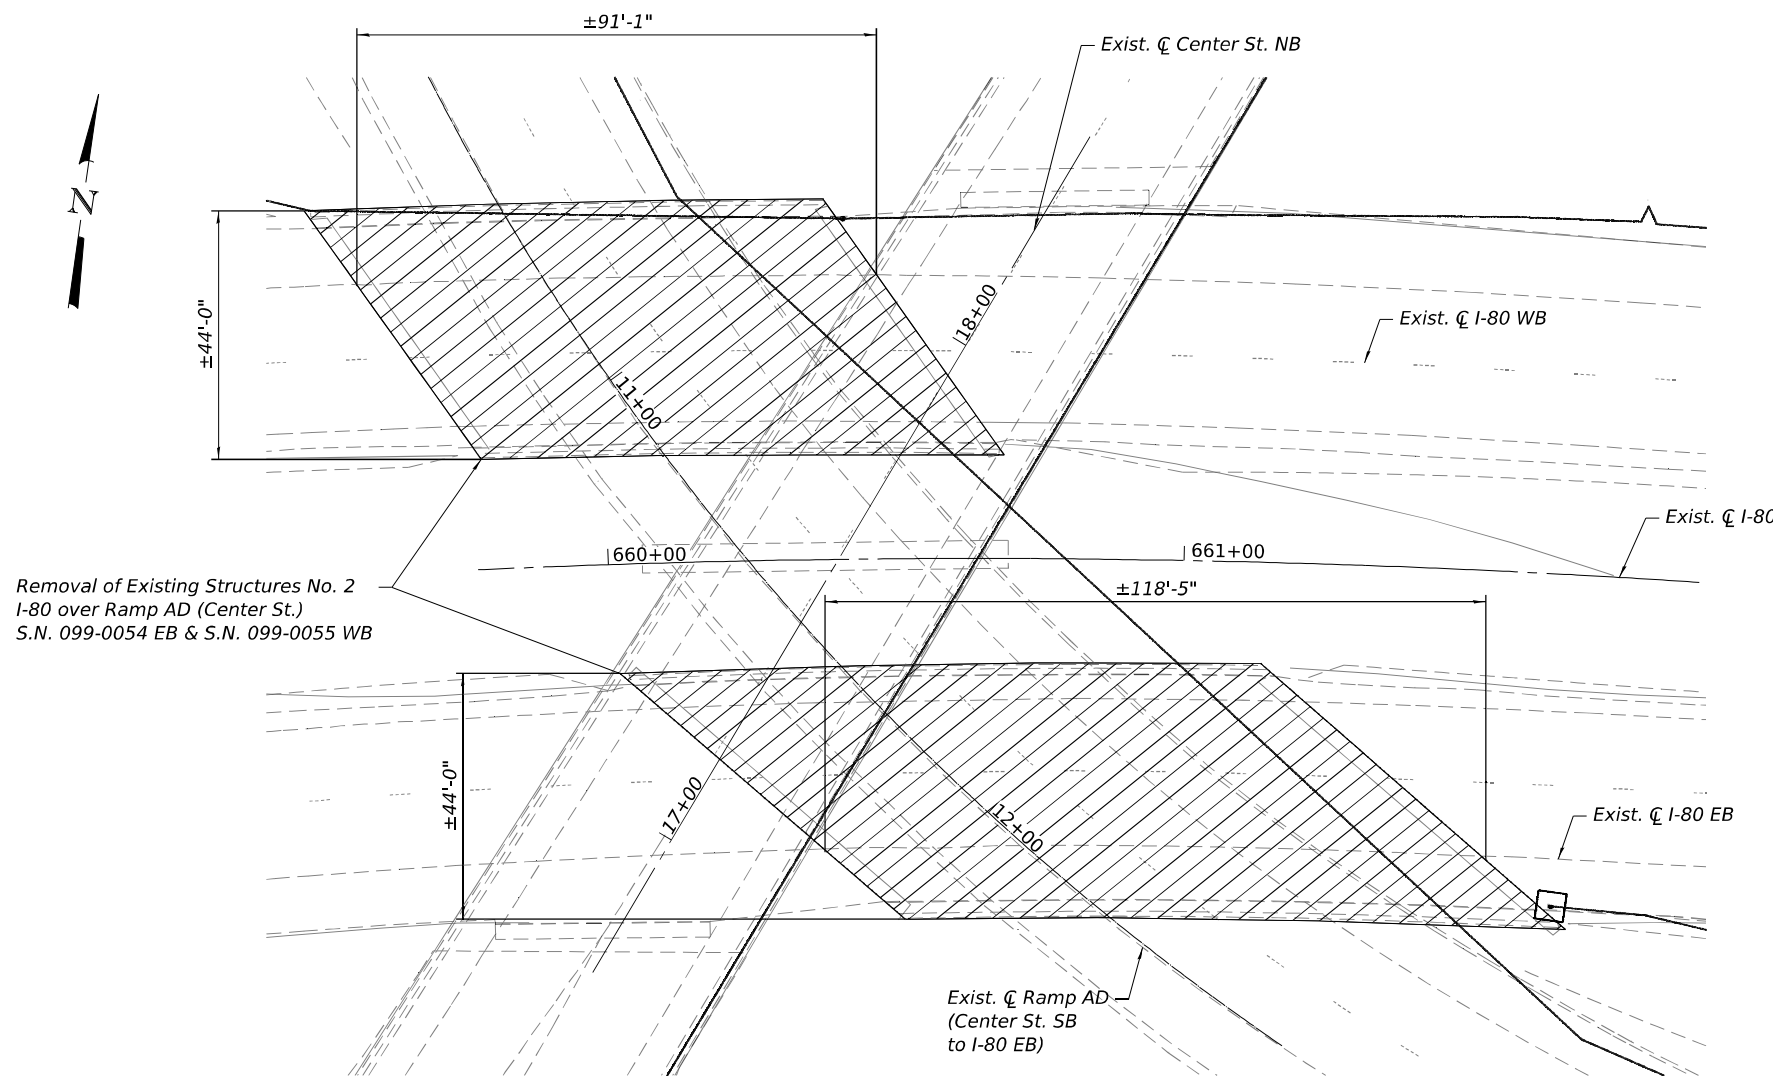 ±91'-1"
Exist. ℄ Center St. NB
N
±44'-0"
18+00
Exist. ℄ I-80 WB
11+00
Exist. ℄ I-80
660+00
661+00
Removal of Existing Structures No. 2
I-80 over Ramp AD (Center St.)
S.N. 099-0054 EB & S.N. 099-0055 WB
±118'-5"
±44'-0"
17+00
12+00
Exist. ℄ I-80 EB
Exist. ℄ Ramp AD
(Center St. SB
to I-80 EB)